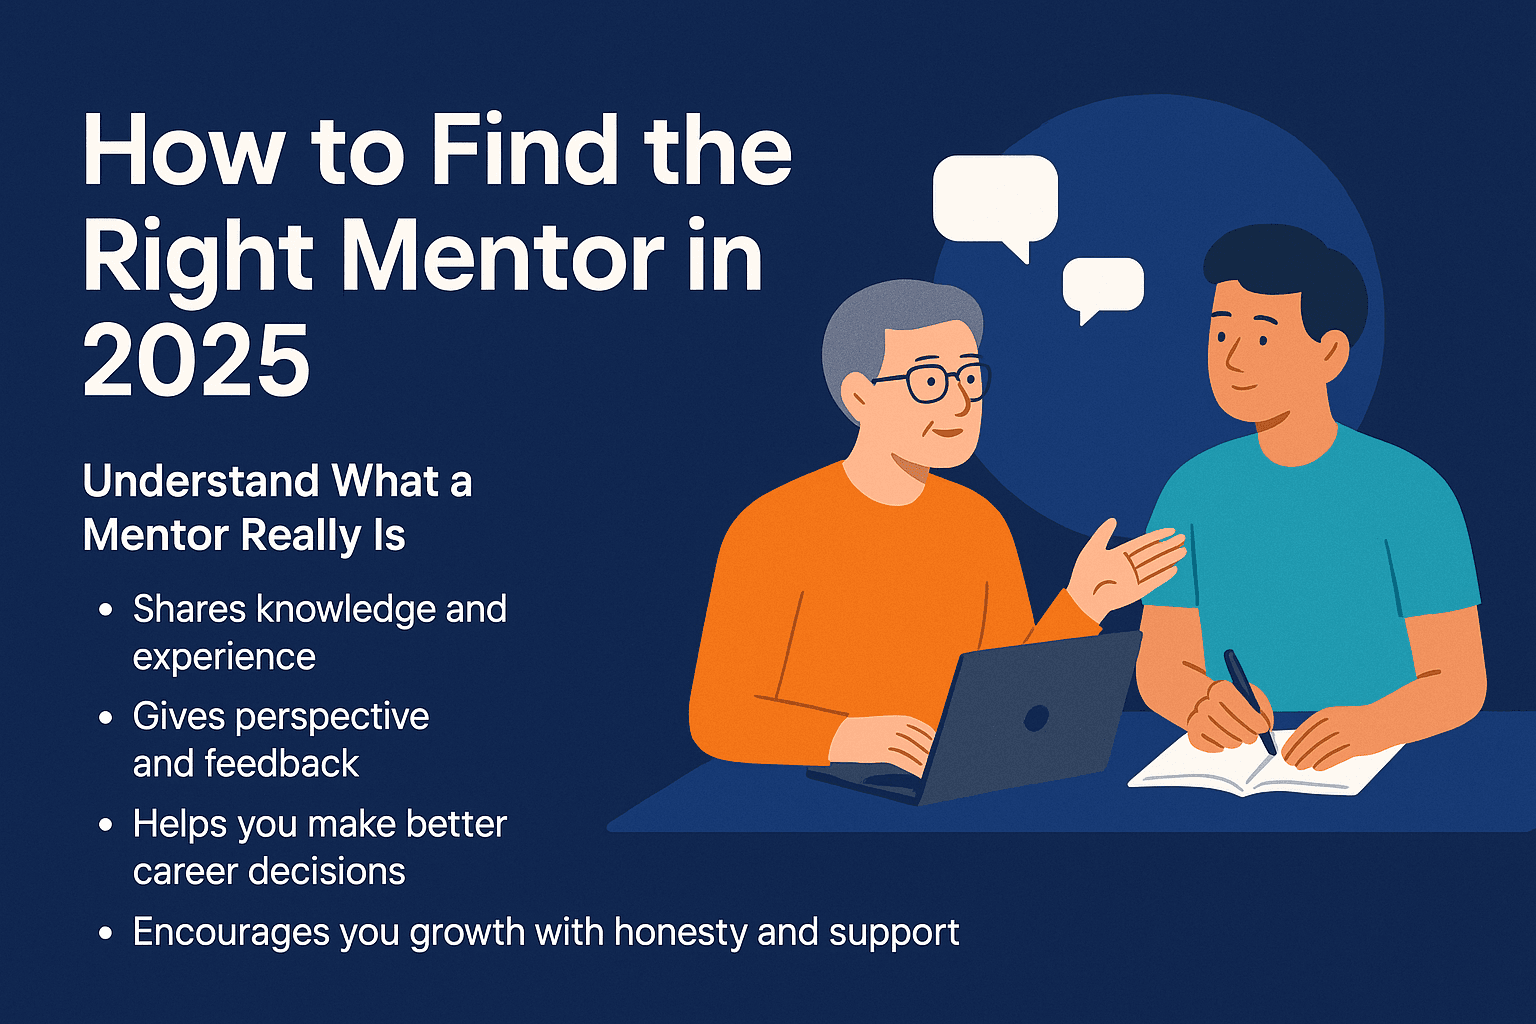 How to Find the
Right Mentor in
2025
Understand What a
Mentor Really Is
• Shares knowledge and
experience
• Gives perspective
and feedback
• Helps you make better
career decisions
• Encourages you growth with honesty and support